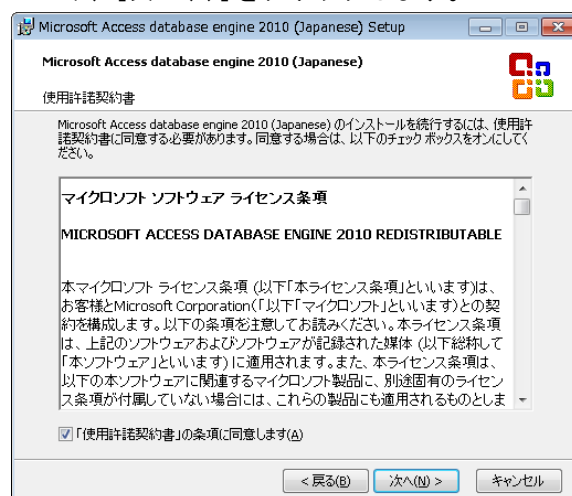 Microsoft Access database engine 2010 (Japanese) Setup
Microsoft Access database engine 2010 (Japanese)
使用許諾契約書
Microsoft Access database engine 2010 (Japanese) のインストールを続行するには、使用許
諾契約書に同意する必要があります。同意する場合は、以下のチェック ボックスをオンにしてく
ださい。
マイクロソフト ソフトウェア ライセンス条項
MICROSOFT ACCESS DATABASE ENGINE 2010 REDISTRIBUTABLE
本マイクロソフト ライセンス条項 (以下「本ライセンス条項」といいます)は、
お客様とMicrosoft Corporation(「以下「マイクロソフト」といいます)との契
約を構成します。以下の条項を注意してお読みください。本ライセンス条項
は、上記のソフトウェアおよびソフトウェアが記録された媒体 (以下総称して
「本ソフトウェア」といいます) に適用されます。また、本ライセンス条項は、
以下の本ソフトウェアに関連するマイクロソフト製品に、別途固有のライセン
ス条項が付属していない場合には、これらの製品にも適用されるものとしま
「使用許諾契約書」の条項に同意します(A)
< 戻る(B)
次へ(N) >
キャンセル